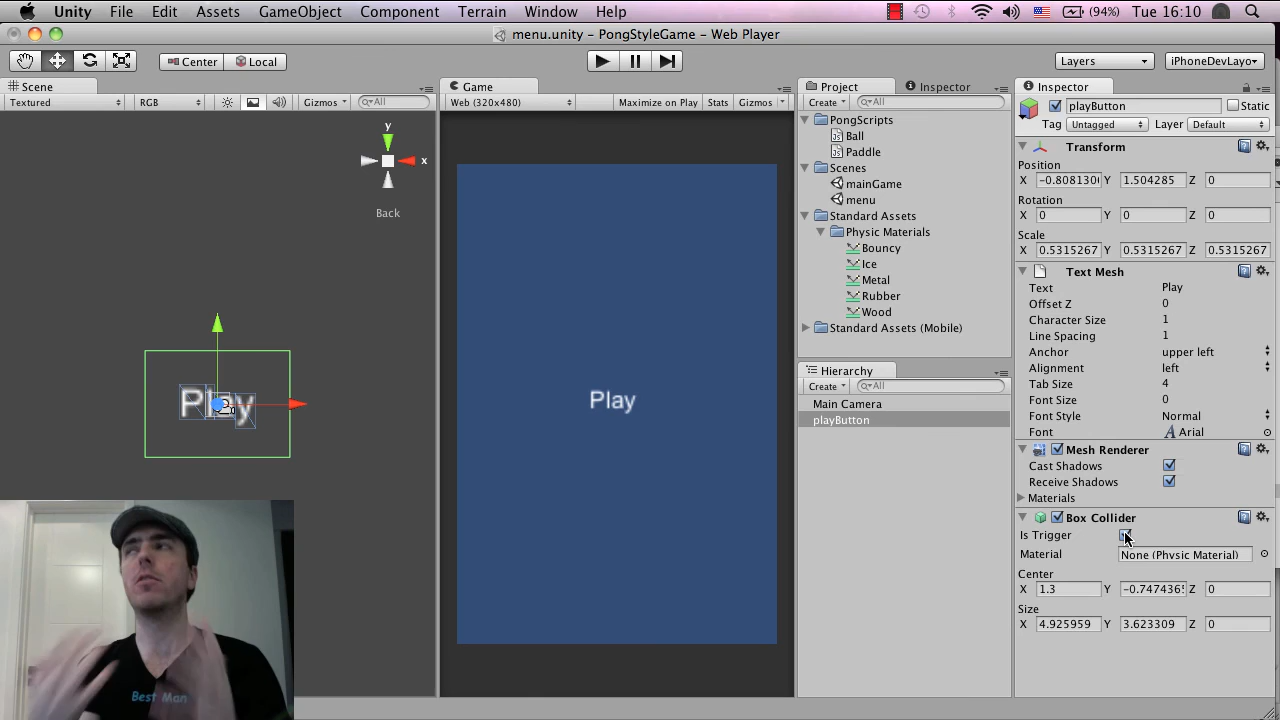 Unity File Edit Assets GameObject Component Terrain Window Help (94%) Tue 16:10
menu.unity – PongStyleGame – Web Player
Center Local Layers iPhoneDevLayo
Scene
Textured RGB Gizmos All
y
x
Back
Play
Best Man
Game
Web (320x480) Maximize on Play Stats Gizmos
Play
Project Inspector
Create All
PongScripts
Ball
Paddle
Scenes
mainGame
menu
Standard Assets
Physic Materials
Bouncy
Ice
Metal
Rubber
Wood
Standard Assets (Mobile)
Hierarchy
Create All
Main Camera
playButton
Inspector
playButton Static
Tag Untagged Layer Default
Transform
Position
X -0.808130 Y 1.504285 Z 0
Rotation
X 0 Y 0 Z 0
Scale
X 0.5315267 Y 0.5315267 Z 0.5315267
Text Mesh
Text Play
Offset Z 0
Character Size 1
Line Spacing 1
Anchor upper left
Alignment left
Tab Size 4
Font Size 0
Font Style Normal
Font Arial
Mesh Renderer
Cast Shadows
Receive Shadows
Materials
Box Collider
Is Trigger
Material None (Physic Material)
Center
X 1.3 Y -0.747436 Z 0
Size
X 4.925959 Y 3.623309 Z 0